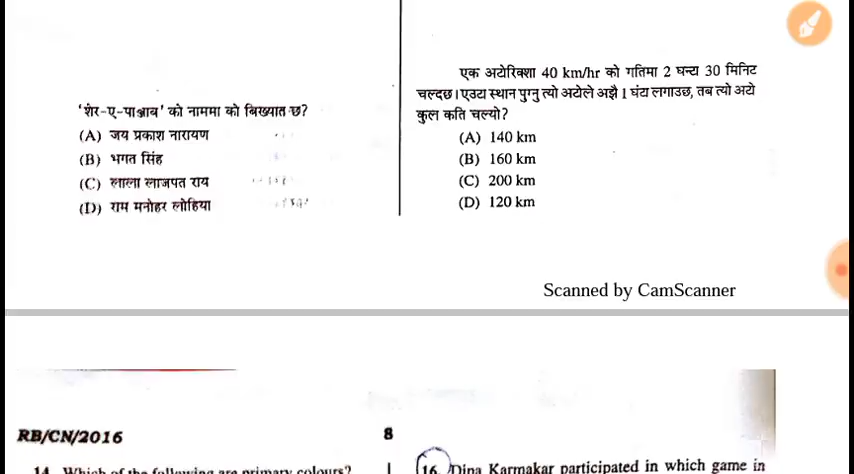 'शेर-ए-पाञ्जाब' को नाममा को बिख्यात छ?
(A) जय प्रकाश नारायण
(B) भगत सिंह
(C) लाला लाजपत राय
(D) राम मनोहर लोहिया
एक अटोरिक्शा 40 km/hr को गतिमा 2 घन्टा 30 मिनिट
चल्दछ। एउटा स्थान पुग्नु त्यो अटोले अझै 1 घंटा लगाउछ, तब त्यो अटो
कुल कति चल्यो?
(A) 140 km
(B) 160 km
(C) 200 km
(D) 120 km
Scanned by CamScanner
RB/CN/2016
8
14. Which of the following are primary colours?
16. Dipa Karmakar participated in which game in